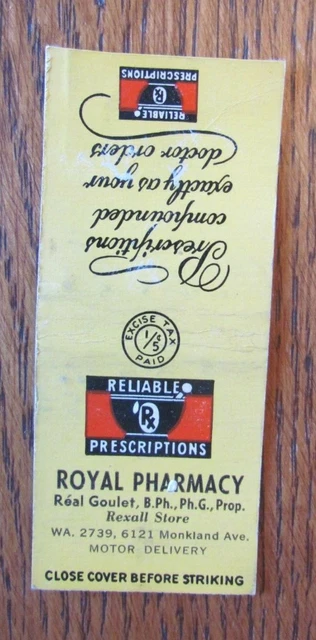 RELIABLE
Rx
PRESCRIPTIONS
Prescriptions
compounded
exactly as your
doctor orders
EXCISE TAX
1/5¢
PAID
RELIABLE
Rx
PRESCRIPTIONS
ROYAL PHARMACY
Réal Goulet, B.Ph., Ph.G., Prop.
Rexall Store
WA. 2739, 6121 Monkland Ave.
MOTOR DELIVERY
CLOSE COVER BEFORE STRIKING